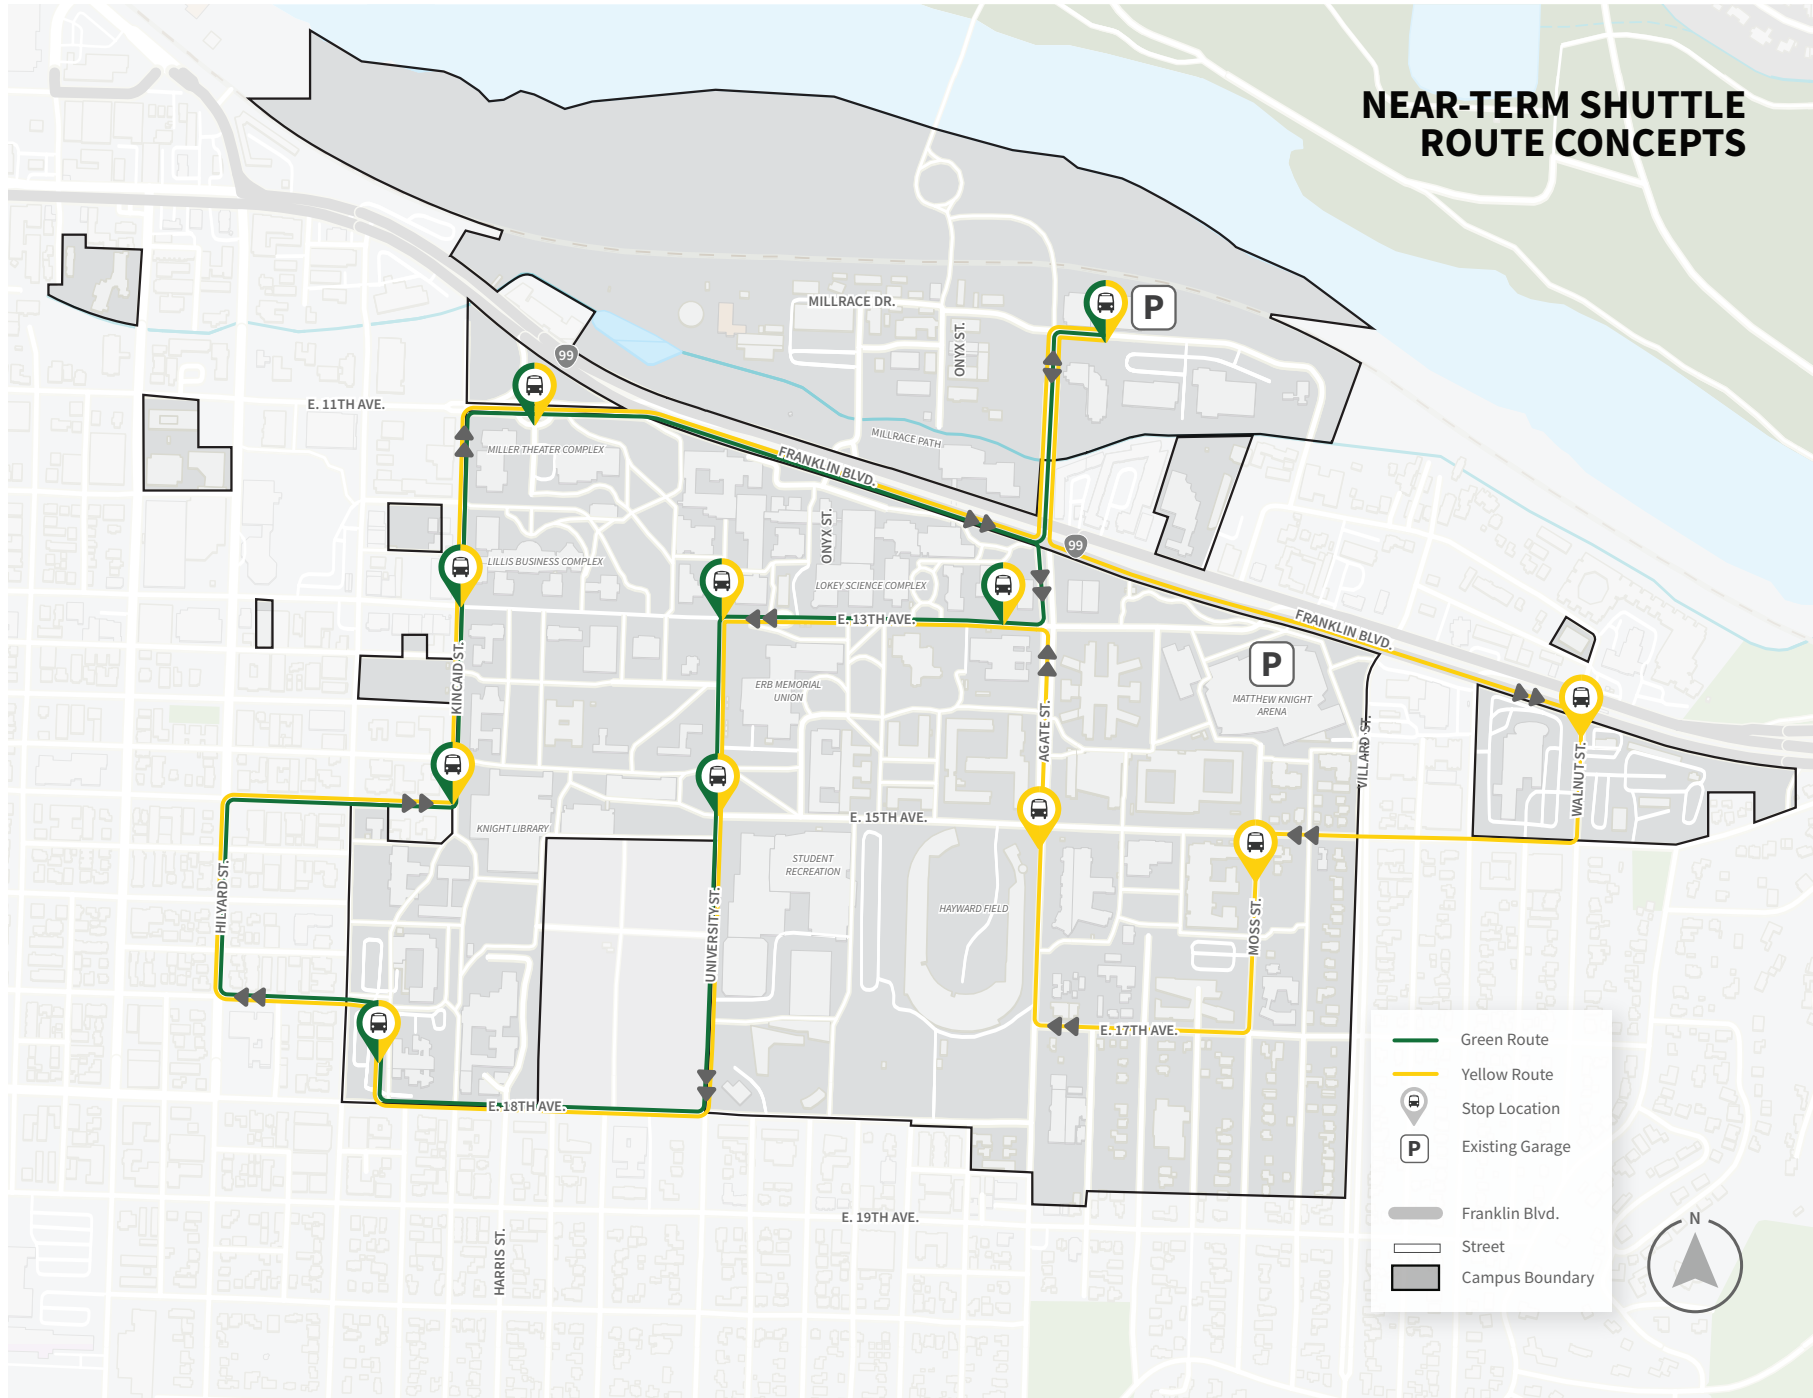 NEAR-TERM SHUTTLE
ROUTE CONCEPTS
MILLRACE DR.
P
ONYX ST.
99
E. 11TH AVE.
MILLRACE PATH
MILLER THEATER COMPLEX
FRANKLIN BLVD.
ONYX ST.
99
LILLIS BUSINESS COMPLEX
LOKEY SCIENCE COMPLEX
E. 13TH AVE.
FRANKLIN BLVD.
KINCAID ST.
P
ERB MEMORIAL
UNION
MATTHEW KNIGHT
ARENA
AGATE ST.
VILLARD ST.
WALNUT ST.
E. 15TH AVE.
KNIGHT LIBRARY
STUDENT
RECREATION
HILYARD ST.
UNIVERSITY ST.
HAYWARD FIELD
MOSS ST.
E. 17TH AVE.
E. 18TH AVE.
E. 19TH AVE.
HARRIS ST.
Green Route
Yellow Route
Stop Location
P
Existing Garage
Franklin Blvd.
Street
Campus Boundary
N